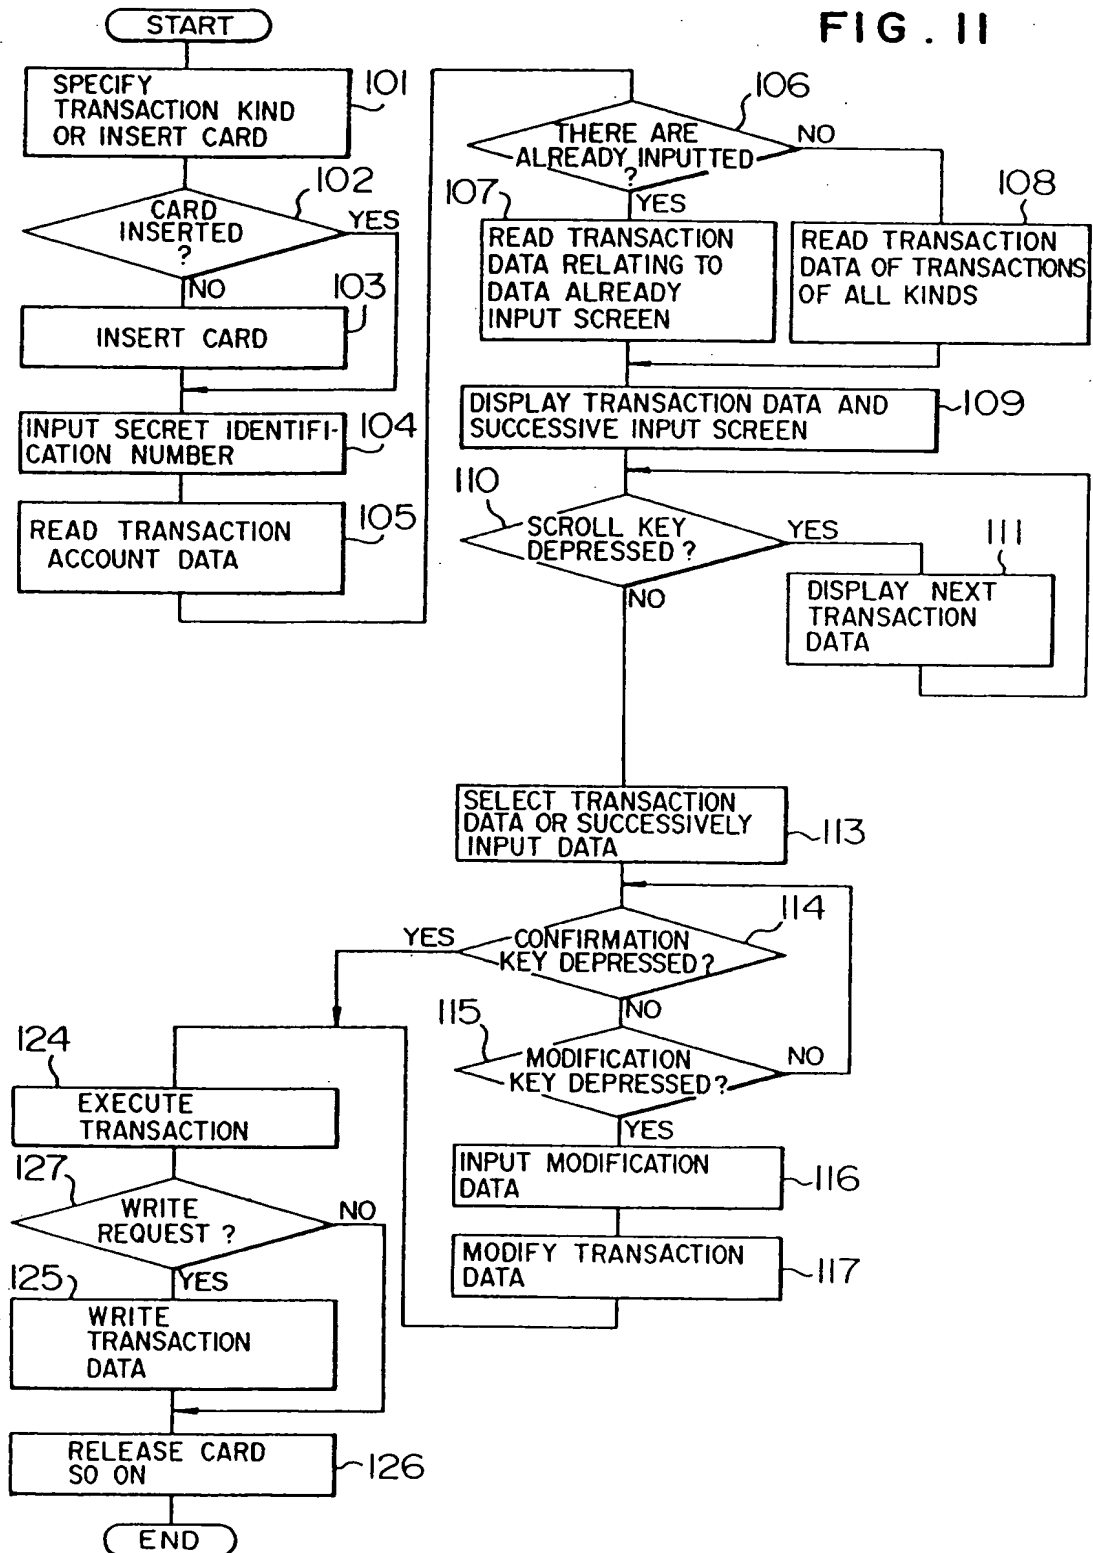 FIG. 11
START
SPECIFY
TRANSACTION KIND
OR INSERT CARD
101
CARD
INSERTED
?
102
YES
NO
INSERT CARD
103
INPUT SECRET IDENTIFI-
CATION NUMBER
104
READ TRANSACTION
ACCOUNT DATA
105
THERE ARE
ALREADY INPUTTED
?
106
NO
YES
107
READ TRANSACTION
DATA RELATING TO
DATA ALREADY
INPUT SCREEN
108
READ TRANSACTION
DATA OF TRANSACTIONS
OF ALL KINDS
DISPLAY TRANSACTION DATA AND
SUCCESSIVE INPUT SCREEN
109
110
SCROLL KEY
DEPRESSED ?
YES
NO
111
DISPLAY NEXT
TRANSACTION
DATA
SELECT TRANSACTION
DATA OR SUCCESSIVELY
INPUT DATA
113
114
YES
CONFIRMATION
KEY DEPRESSED?
NO
115
MODIFICATION
KEY DEPRESSED?
NO
YES
INPUT MODIFICATION
DATA
116
MODIFY TRANSACTION
DATA
117
124
EXECUTE
TRANSACTION
127
WRITE
REQUEST ?
NO
YES
125
WRITE
TRANSACTION
DATA
RELEASE CARD
SO ON
126
END